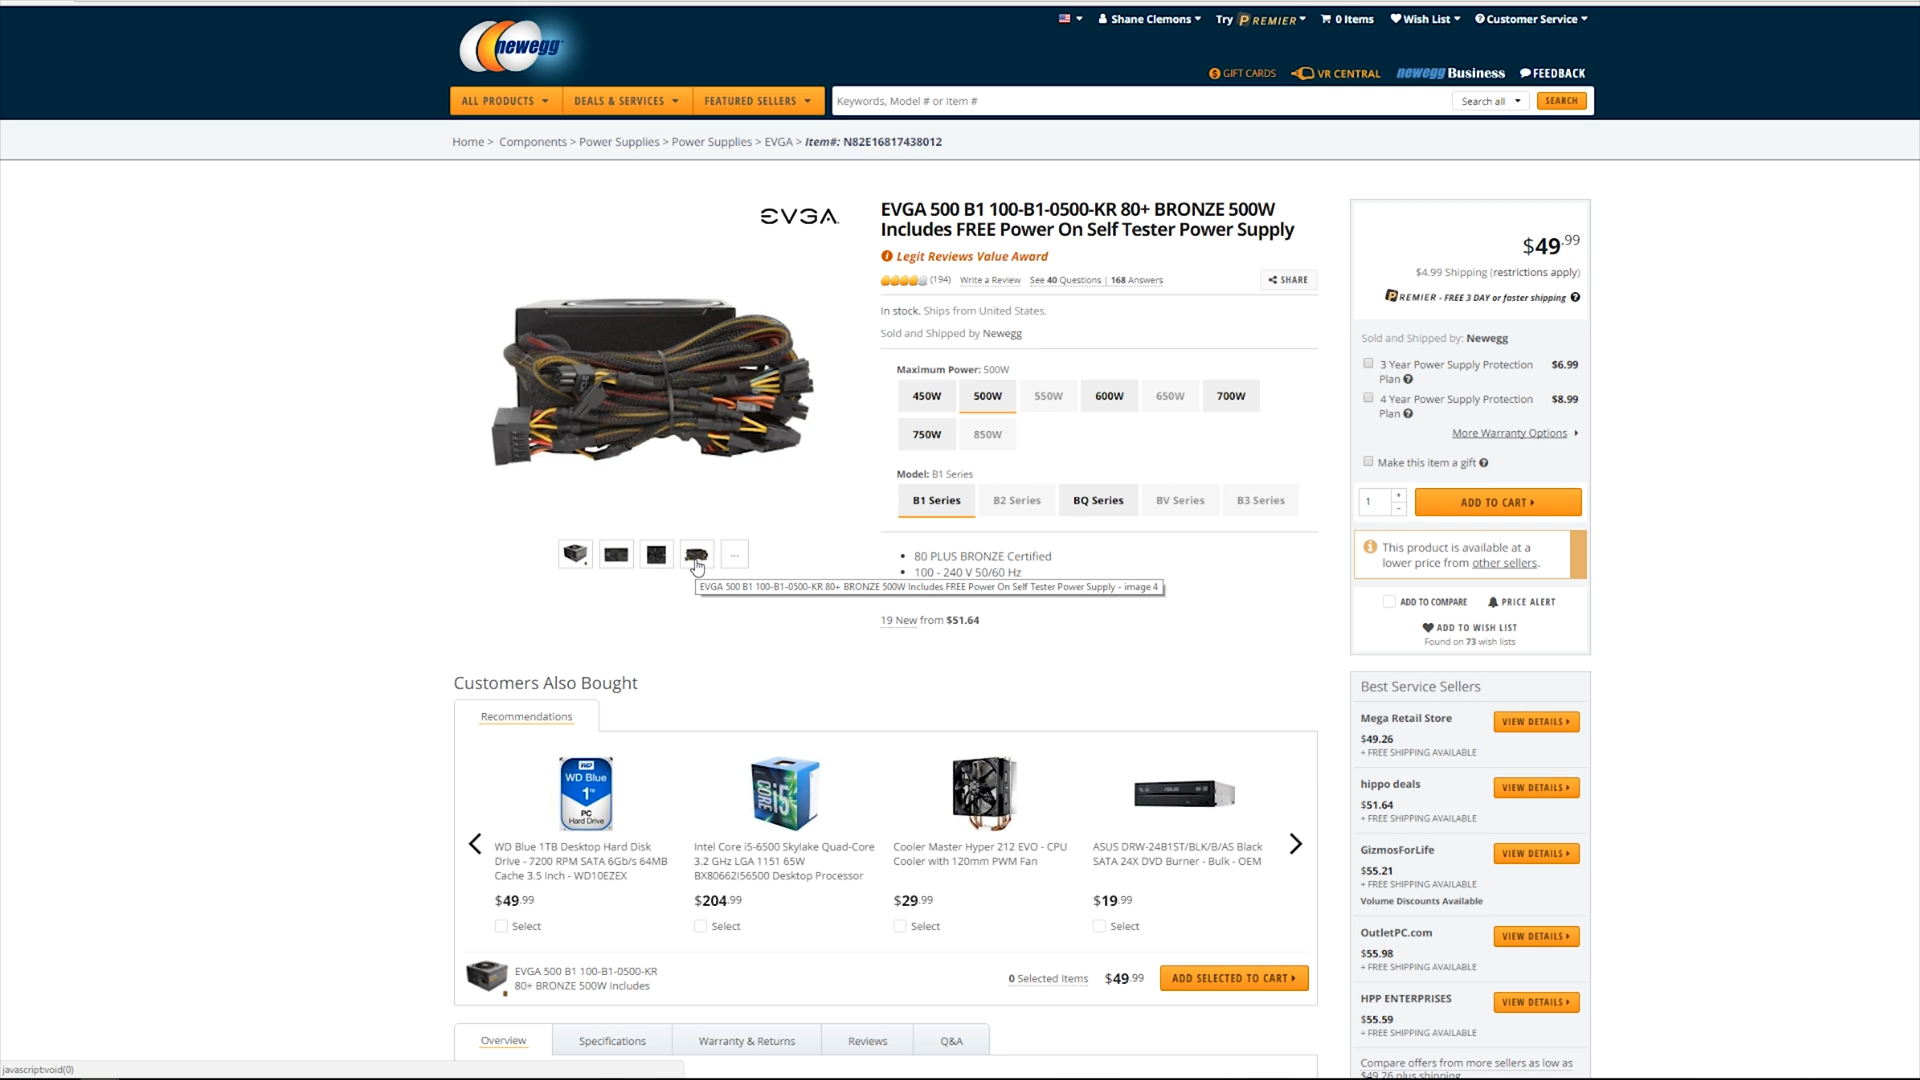 Shane Clemons
Try PREMIER
0 Items
Wish List
Customer Service
newegg
GIFT CARDS
VR CENTRAL
newegg Business
FEEDBACK
ALL PRODUCTS
DEALS & SERVICES
FEATURED SELLERS
Keywords, Model # or Item #
Search all
SEARCH
Home > Components > Power Supplies > Power Supplies > EVGA > Item#: N82E16817438012
EVGA
EVGA 500 B1 100-B1-0500-KR 80+ BRONZE 500W
Includes FREE Power On Self Tester Power Supply
Legit Reviews Value Award
(194)
Write a Review
See 40 Questions | 168 Answers
SHARE
In stock. Ships from United States.
Sold and Shipped by Newegg
Maximum Power: 500W
450W
500W
550W
600W
650W
700W
750W
850W
Model: B1 Series
B1 Series
B2 Series
BQ Series
BV Series
B3 Series
...
80 PLUS BRONZE Certified
100 - 240 V 50/60 Hz
EVGA 500 B1 100-B1-0500-KR 80+ BRONZE 500W Includes FREE Power On Self Tester Power Supply - image 4
19 New from $51.64
$49.99
$4.99 Shipping (restrictions apply)
PREMIER - FREE 3 DAY or faster shipping
Sold and Shipped by: Newegg
3 Year Power Supply Protection
Plan
$6.99
4 Year Power Supply Protection
Plan
$8.99
More Warranty Options
Make this item a gift
1
ADD TO CART
This product is available at a
lower price from other sellers.
ADD TO COMPARE
PRICE ALERT
ADD TO WISH LIST
Found on 73 wish lists
Customers Also Bought
Recommendations
WD
WD Blue
1TB
PC
Hard Drive
WD Blue 1TB Desktop Hard Disk
Drive - 7200 RPM SATA 6Gb/s 64MB
Cache 3.5 Inch - WD10EZEX
$49.99
Select
CORE i5
Intel Core i5-6500 Skylake Quad-Core
3.2 GHz LGA 1151 65W
BX80662I56500 Desktop Processor
$204.99
Select
Cooler Master Hyper 212 EVO - CPU
Cooler with 120mm PWM Fan
$29.99
Select
ASUS DRW-24B1ST/BLK/B/AS Black
SATA 24X DVD Burner - Bulk - OEM
$19.99
Select
EVGA 500 B1 100-B1-0500-KR
80+ BRONZE 500W Includes
0 Selected Items
$49.99
ADD SELECTED TO CART
Overview
Specifications
Warranty & Returns
Reviews
Q&A
Best Service Sellers
Mega Retail Store
$49.26
+ FREE SHIPPING AVAILABLE
VIEW DETAILS
hippo deals
$51.64
+ FREE SHIPPING AVAILABLE
VIEW DETAILS
GizmosForLife
$55.21
+ FREE SHIPPING AVAILABLE
Volume Discounts Available
VIEW DETAILS
OutletPC.com
$55.98
+ FREE SHIPPING AVAILABLE
VIEW DETAILS
HPP ENTERPRISES
$55.59
+ FREE SHIPPING AVAILABLE
VIEW DETAILS
Compare offers from more sellers as low as
$49.26 plus shipping
javascript:void(0)